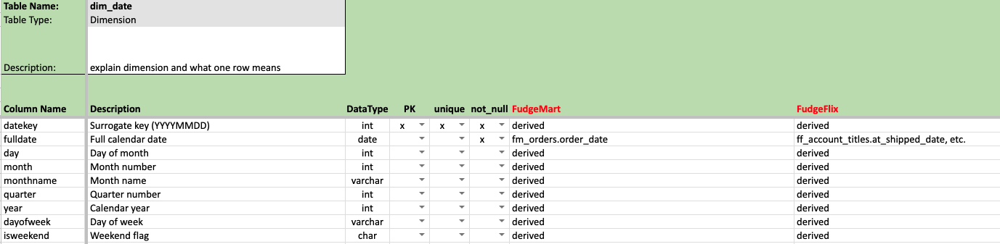 Table Name: dim_date
Table Type: Dimension
Description: explain dimension and what one row means
Column Name Description DataType PK unique not_null FudgeMart FudgeFlix
datekey Surrogate key (YYYYMMDD) int x x x derived derived
fulldate Full calendar date date x fm_orders.order_date ff_account_titles.at_shipped_date, etc.
day Day of month int derived derived
month Month number int derived derived
monthname Month name varchar derived derived
quarter Quarter number int derived derived
year Calendar year int derived derived
dayofweek Day of week varchar derived derived
isweekend Weekend flag char derived derived